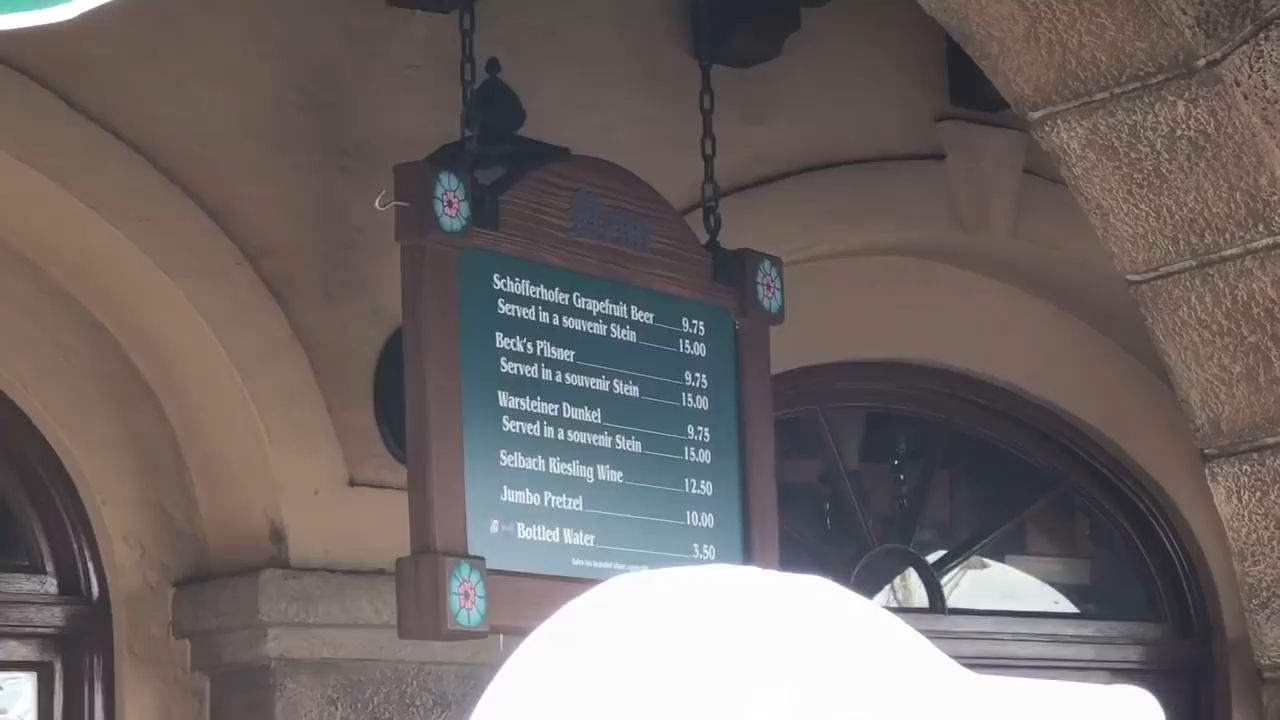 Menu
Schöfferhofer Grapefruit Beer 9.75
Served in a souvenir Stein 15.00
Beck's Pilsner 9.75
Served in a souvenir Stein 15.00
Warsteiner Dunkel 9.75
Served in a souvenir Stein 15.00
Selbach Riesling Wine 12.50
Jumbo Pretzel 10.00
Bottled Water 3.50